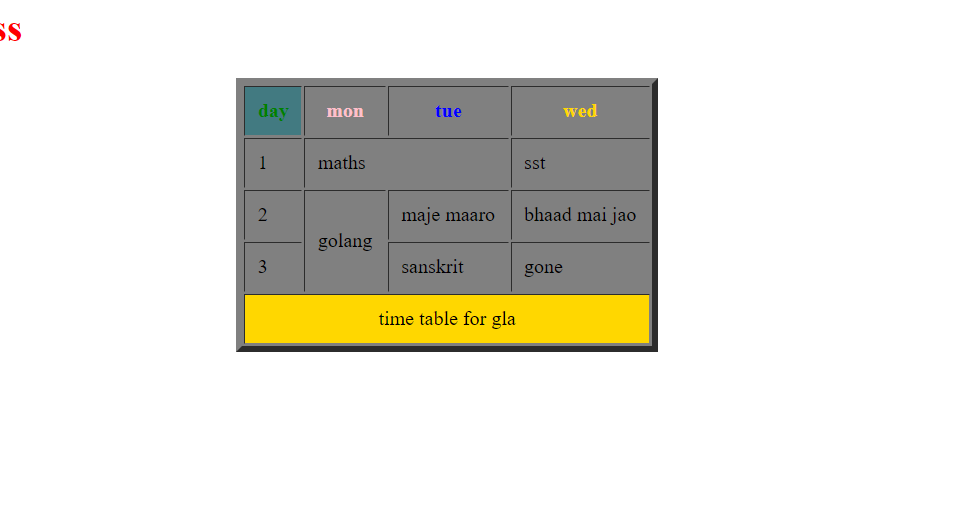 ss
day mon tue wed
1 maths sst
2 golang maje maaro bhaad mai jao
3 sanskrit gone
time table for gla